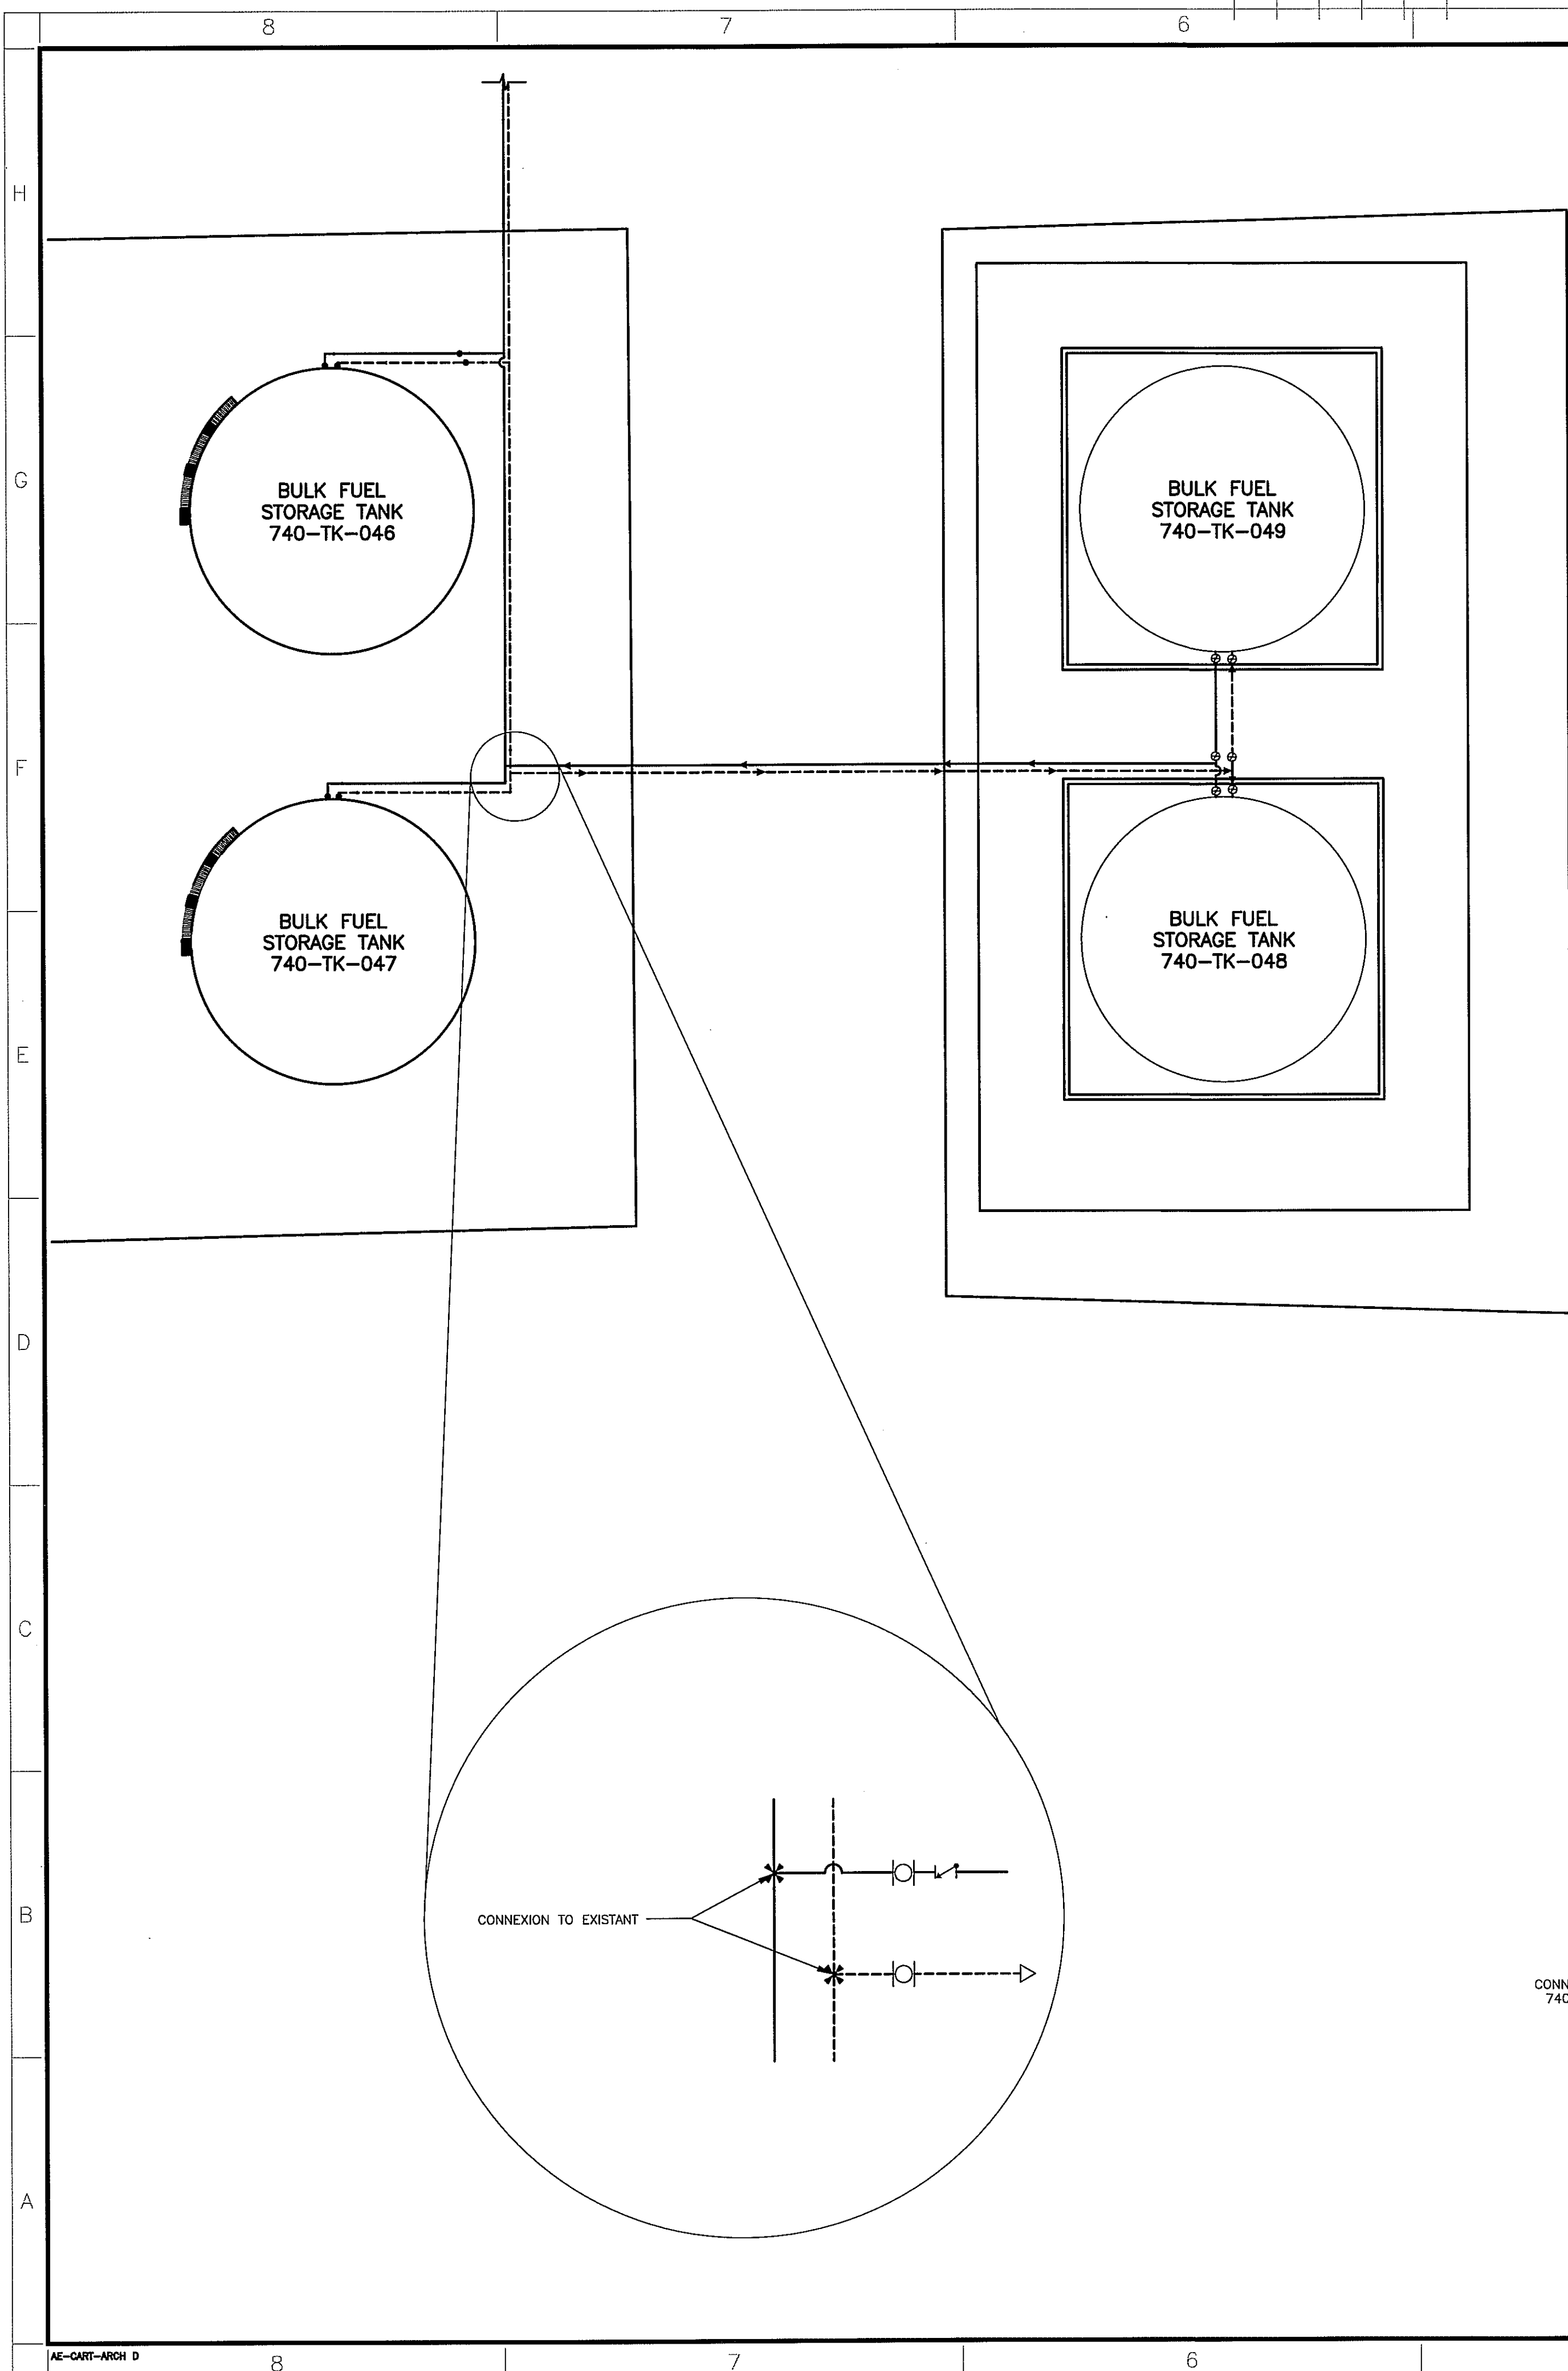 8 7 6
H
G
F
E
D
C
B
A
BULK FUEL
STORAGE TANK
740-TK-046
BULK FUEL
STORAGE TANK
740-TK-049
BULK FUEL
STORAGE TANK
740-TK-047
BULK FUEL
STORAGE TANK
740-TK-048
CONNEXION TO EXISTANT
CONN
740
AE-CART-ARCH D
8 7 6